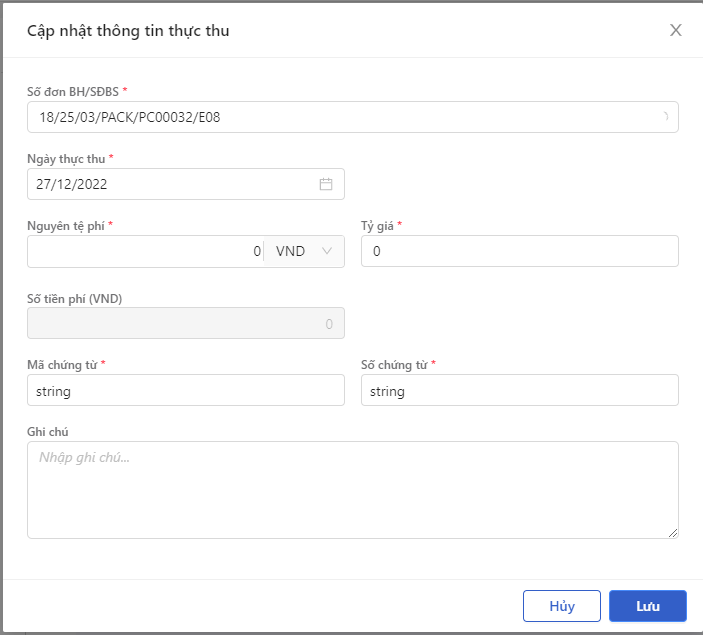 Cập nhật thông tin thực thu
Số đơn BH/SĐBS *
18/25/03/PACK/PC00032/E08
Ngày thực thu *
27/12/2022
Nguyên tệ phí * Tỷ giá *
0 VND 0
Số tiền phí (VND)
0
Mã chứng từ * Số chứng từ *
string string
Ghi chú
Nhập ghi chú...
Hủy Lưu